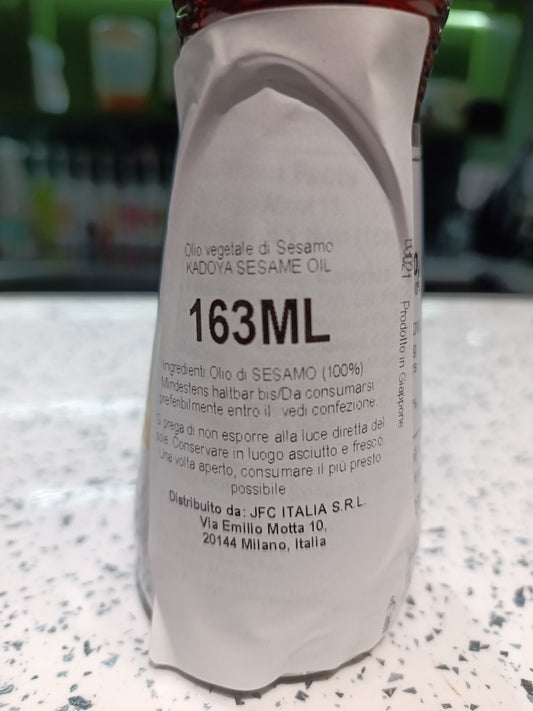 Olio vegetale di Sesamo
KADOYA SESAME OIL
163ML
Ingredienti: Olio di SESAMO (100%)
Mindestens haltbar bis/Da consumarsi
preferibilmente entro il: vedi confezione.
Si prega di non esporre alla luce diretta del
sole. Conservare in luogo asciutto e fresco
una volta aperto, consumare il più presto
possibile
Distribuito da: JFC ITALIA S.R.L.
Via Emilio Motta 10,
20144 Milano, Italia
Prodotto in Giappone